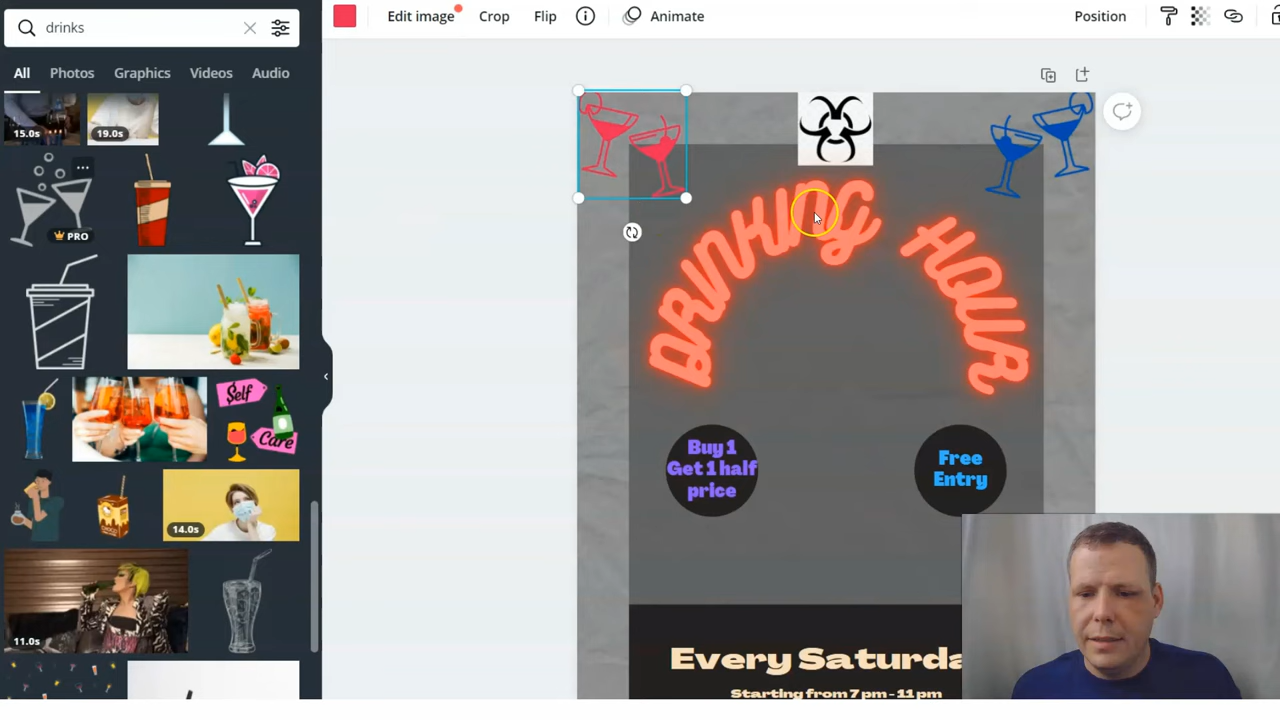 drinks
Edit image
Crop
Flip
Animate
Position
All
Photos
Graphics
Videos
Audio
15.0s
19.0s
PRO
Self
Care
14.0s
11.0s
DRINKING HOUR
Buy 1
Get 1 half
price
Free
Entry
Every Saturda
Starting from 7 pm - 11 pm